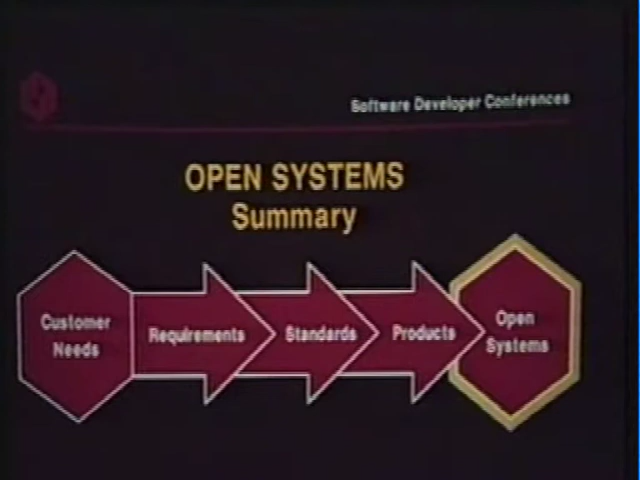 Software Developer Conferences
OPEN SYSTEMS
Summary
Customer
Needs
Requirements
Standards
Products
Open
Systems